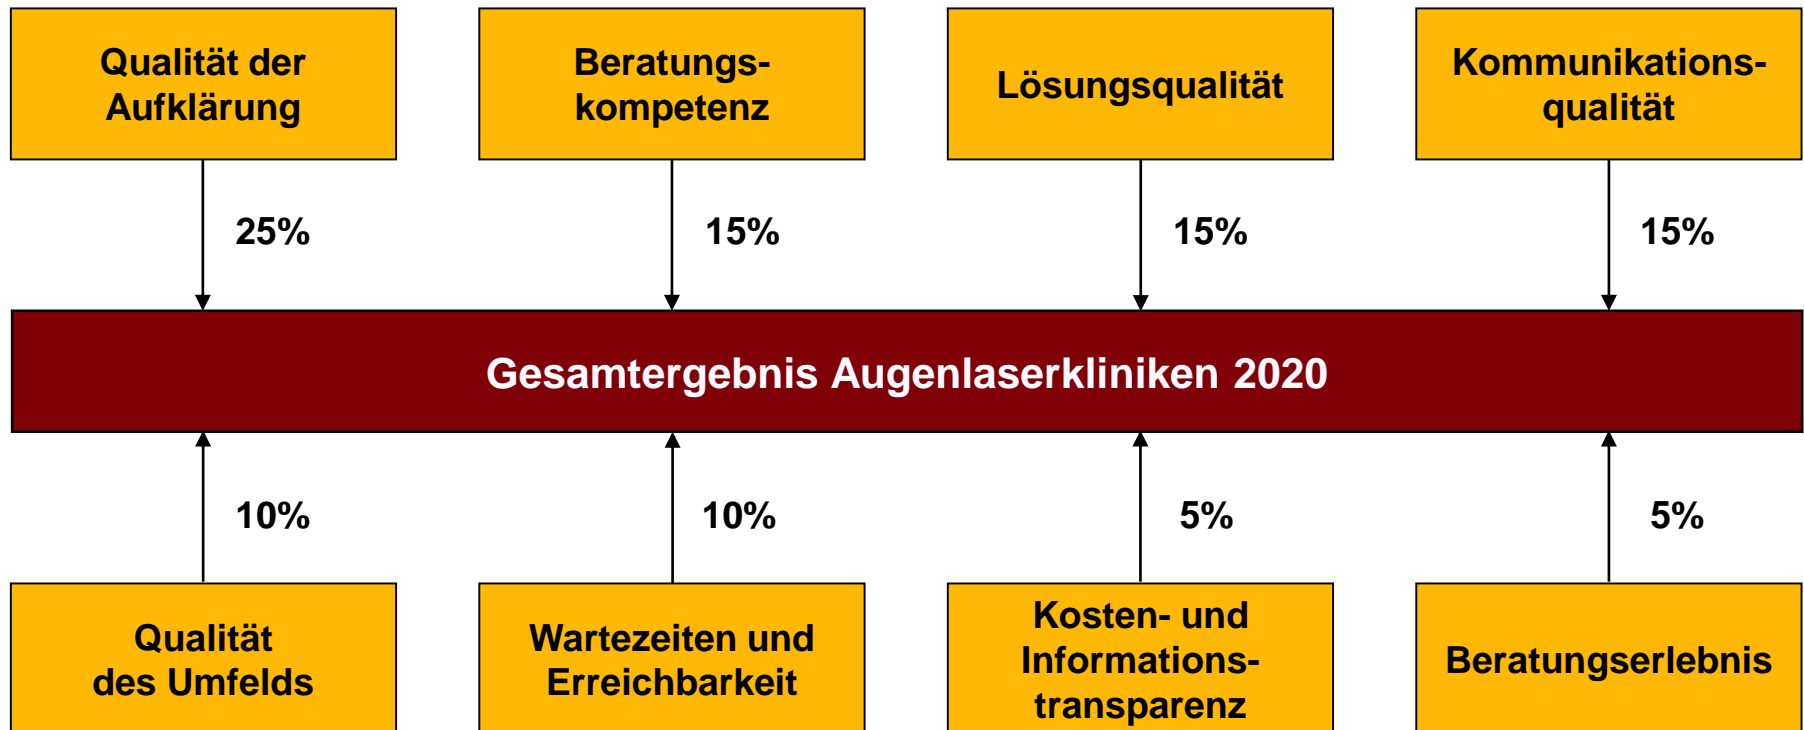 Qualität der
Aufklärung
Beratungs-
kompetenz
Lösungsqualität
Kommunikations-
qualität
25%
15%
15%
15%
Gesamtergebnis Augenlaserkliniken 2020
10%
10%
5%
5%
Qualität
des Umfelds
Wartezeiten und
Erreichbarkeit
Kosten- und
Informations-
transparenz
Beratungserlebnis